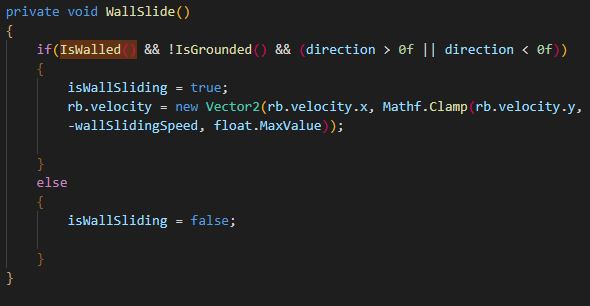 private void WallSlide()
{
if(IsWalled() && !IsGrounded() && (direction > 0f || direction < 0f))
{
isWallSliding = true;
rb.velocity = new Vector2(rb.velocity.x, Mathf.Clamp(rb.velocity.y,
-wallSlidingSpeed, float.MaxValue));
}
else
{
isWallSliding = false;
}
}